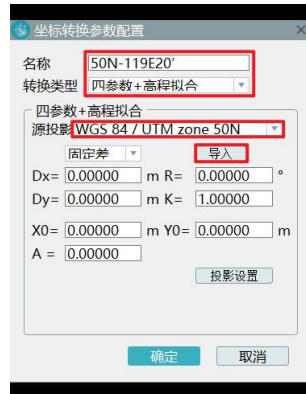 坐标转换参数配置
名称 50N-119E20'
转换类型 四参数+高程拟合
四参数+高程拟合
源投影 WGS 84 / UTM zone 50N
固定差 导入
Dx= 0.00000 m R= 0.00000 °
Dy= 0.00000 m K= 1.00000
X0= 0.00000 m Y0= 0.00000 m
A = 0.00000
投影设置
确定 取消